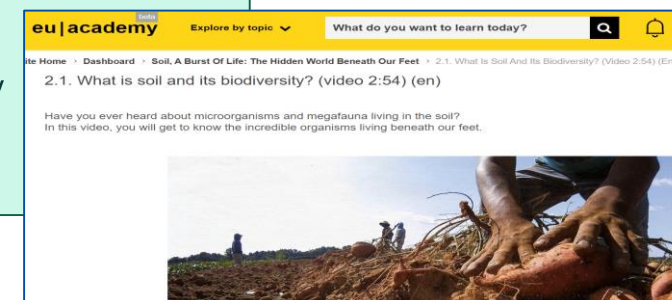 beta
eu|academy
Explore by topic
What do you want to learn today?
ite Home > Dashboard > Soil, A Burst Of Life: The Hidden World Beneath Our Feet > 2.1. What Is Soil And Its Biodiversity? (Video 2:54) (En
y
2.1. What is soil and its biodiversity? (video 2:54) (en)
Have you ever heard about microorganisms and megafauna living in the soil?
In this video, you will get to know the incredible organisms living beneath our feet.